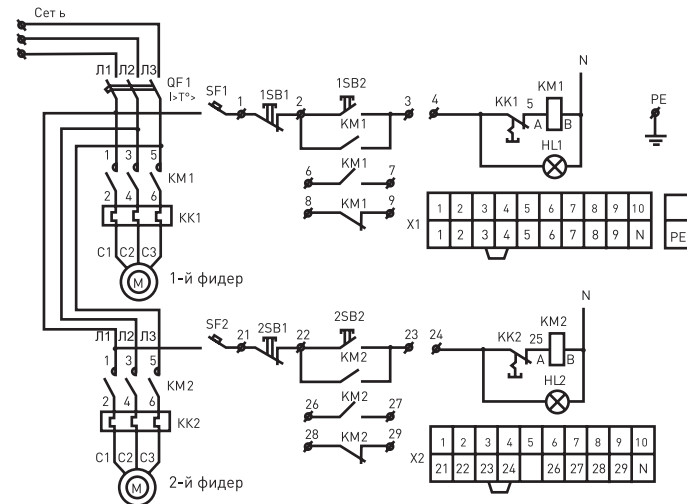 Сеть
Л1 Л2 Л3
QF1
I>T°>
SF1
1
1SB1
2
1SB2
3
4
KK1
5
KM1
N
A
B
PE
KM1
HL1
1
3
5
KM1
6
KM1
7
2
4
6
8
KM1
9
KK1
X1
1 2 3 4 5 6 7 8 9 10
1 2 3 4 5 6 7 8 9 N
PE
C1 C2 C3
M
1-й фидер
N
Л1 Л2 Л3
SF2
21
2SB1
22
2SB2
23
24
KK2
25
KM2
A
B
1
3
5
KM2
HL2
KM2
2
4
6
26
KM2
27
KK2
28
KM2
29
X2
1 2 3 4 5 6 7 8 9 10
21 22 23 24 26 27 28 29 N
C1 C2 C3
M
2-й фидер